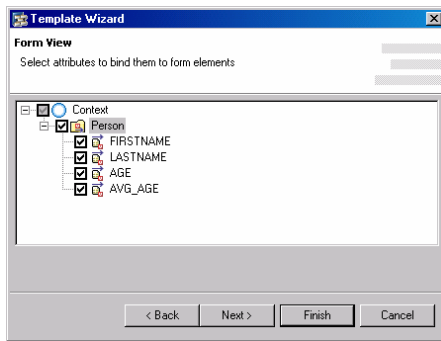 Template Wizard
Form View
Select attributes to bind them to form elements
Context
Person
FIRSTNAME
LASTNAME
AGE
AVG_AGE
< Back Next > Finish Cancel